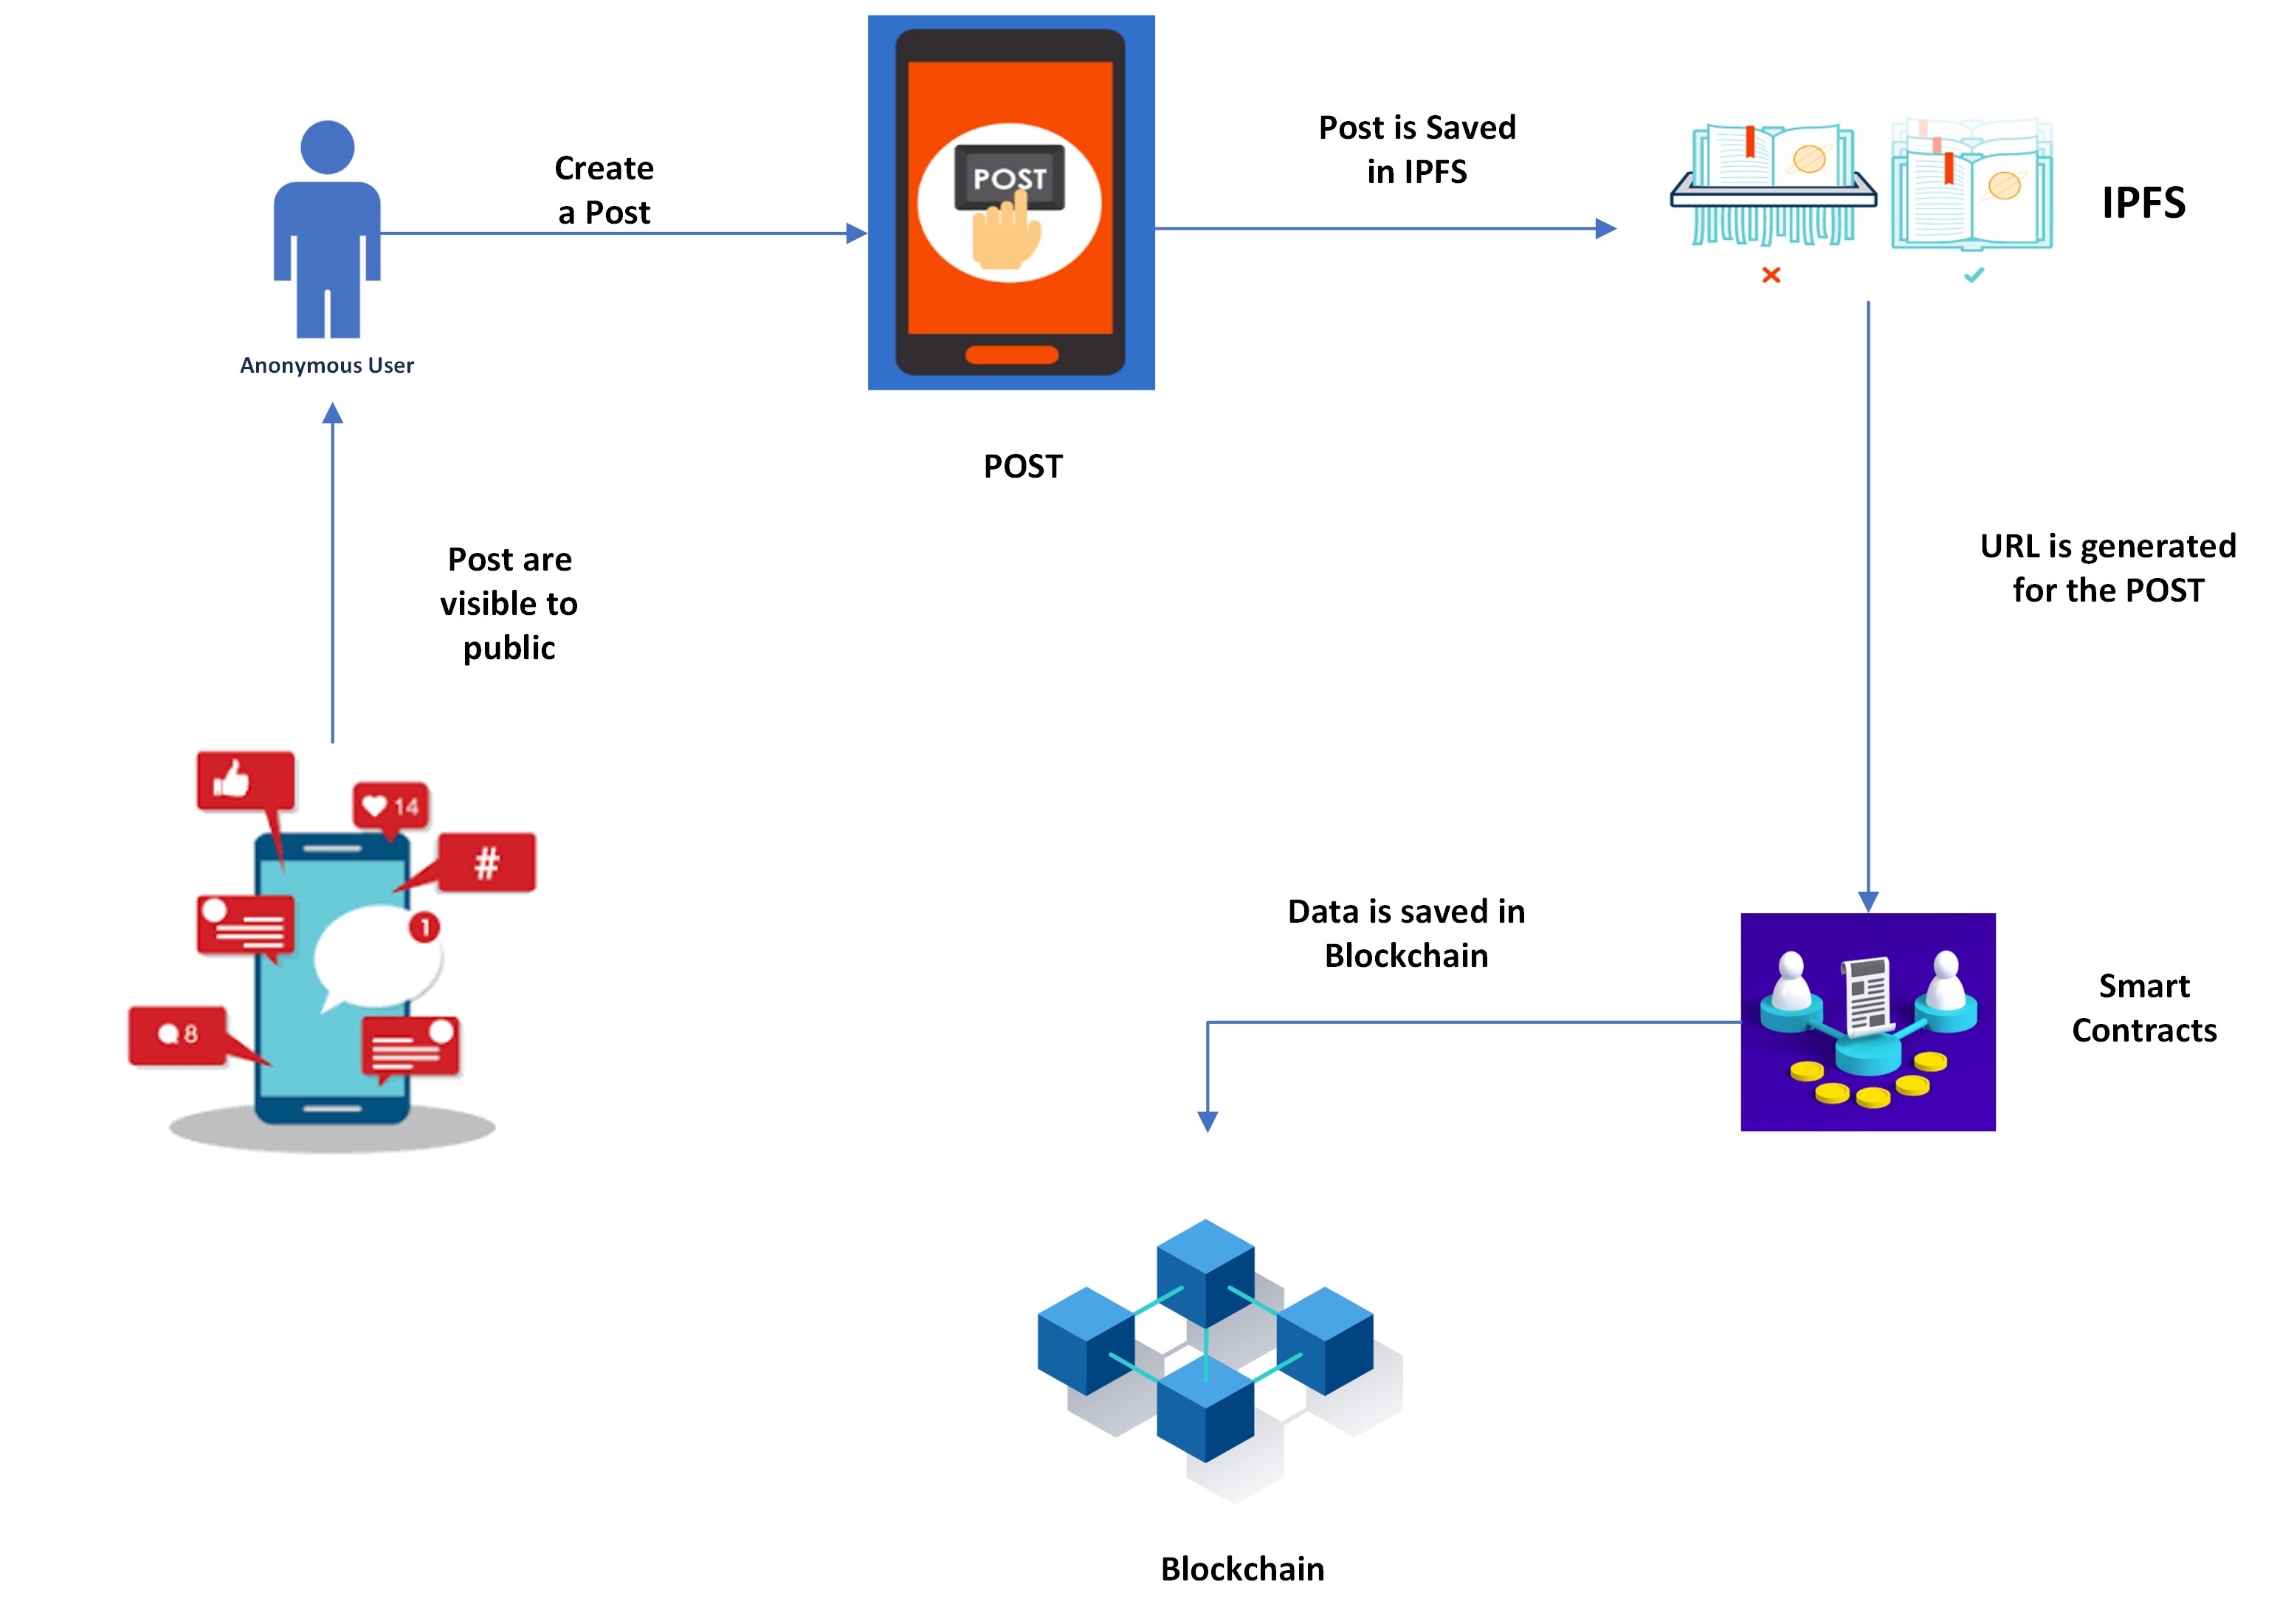 Create
a Post
POST
Post is Saved
in IPFS
IPFS
Anonymous User
POST
Post are
visible to
public
URL is generated
for the POST
14
#
1
8
Data is saved in
Blockchain
Smart
Contracts
Blockchain